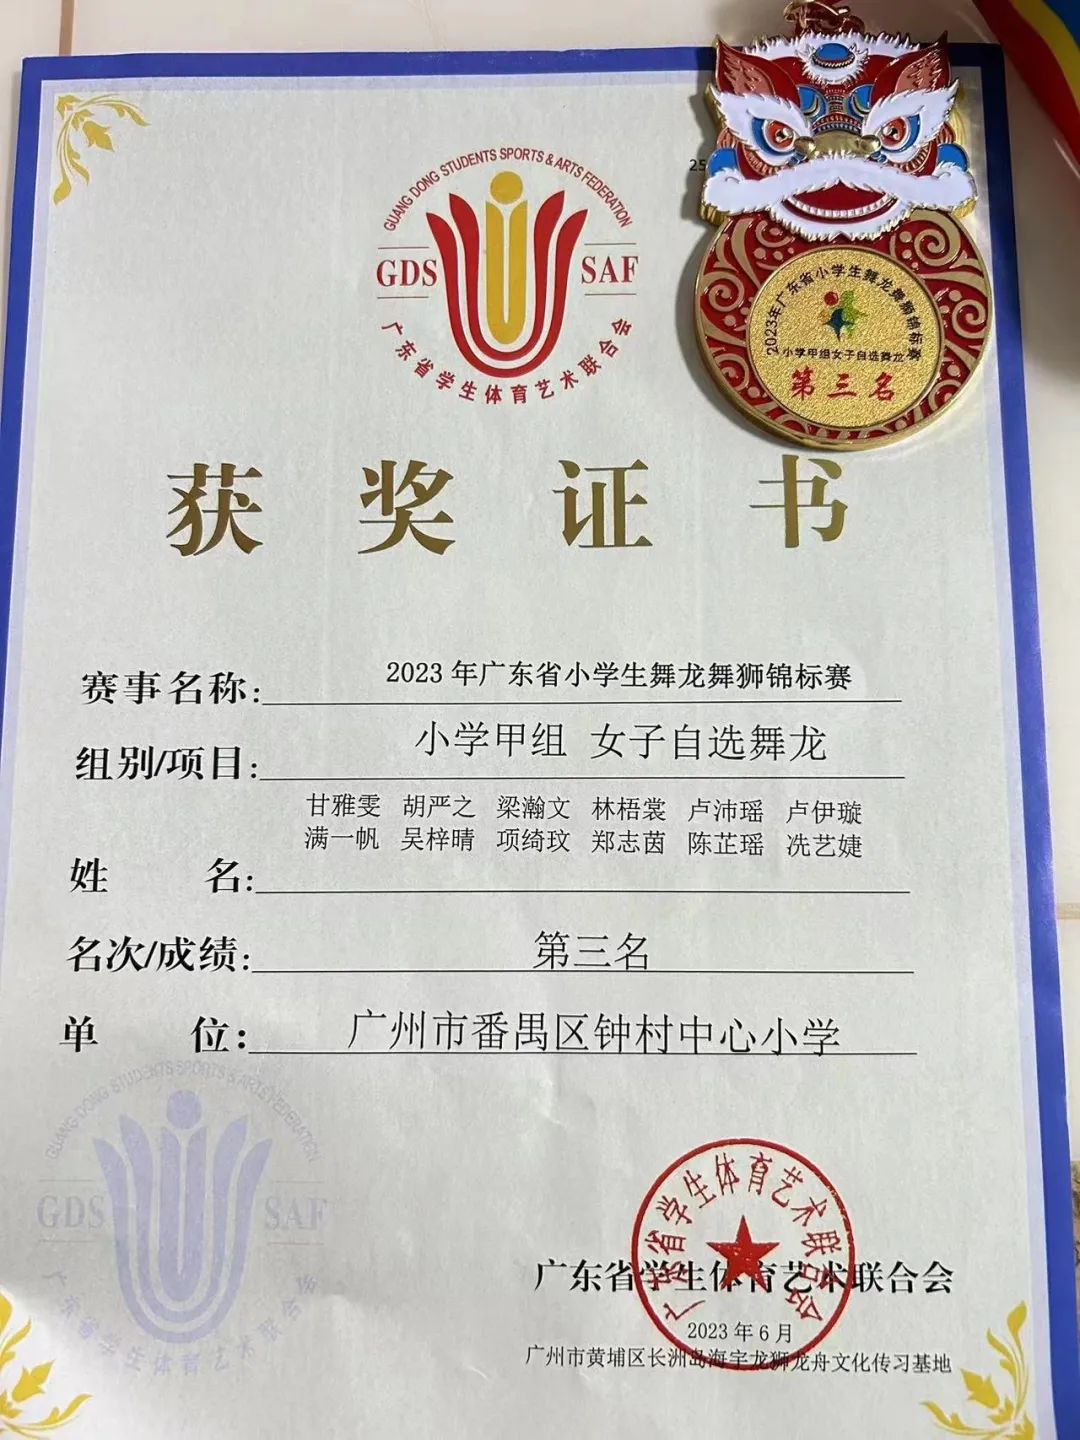 GUANG DONG STUDENTS SPORTS & ARTS FEDERATION
GDS SAF
广东省学生体育艺术联合会
25
2023年广东省小学生舞龙舞狮锦标赛
小学甲组女子自选舞龙
第三名
获奖证书
赛事名称: 2023年广东省小学生舞龙舞狮锦标赛
组别/项目: 小学甲组 女子自选舞龙
甘雅雯 胡严之 梁瀚文 林梧裳 卢沛瑶 卢伊璇
满一帆 吴梓晴 项绮玟 郑志茵 陈芷瑶 冼艺婕
姓名:
名次/成绩: 第三名
单位: 广州市番禺区钟村中心小学
GUANG DONG STUDENTS SPORTS & ARTS FEDERATION
GDS SAF
广东省学生体育艺术联合会
广东省学生体育艺术联合会
广东省学生体育艺术联合会
2023年6月
广州市黄埔区长洲岛海宇龙狮龙舟文化传习基地